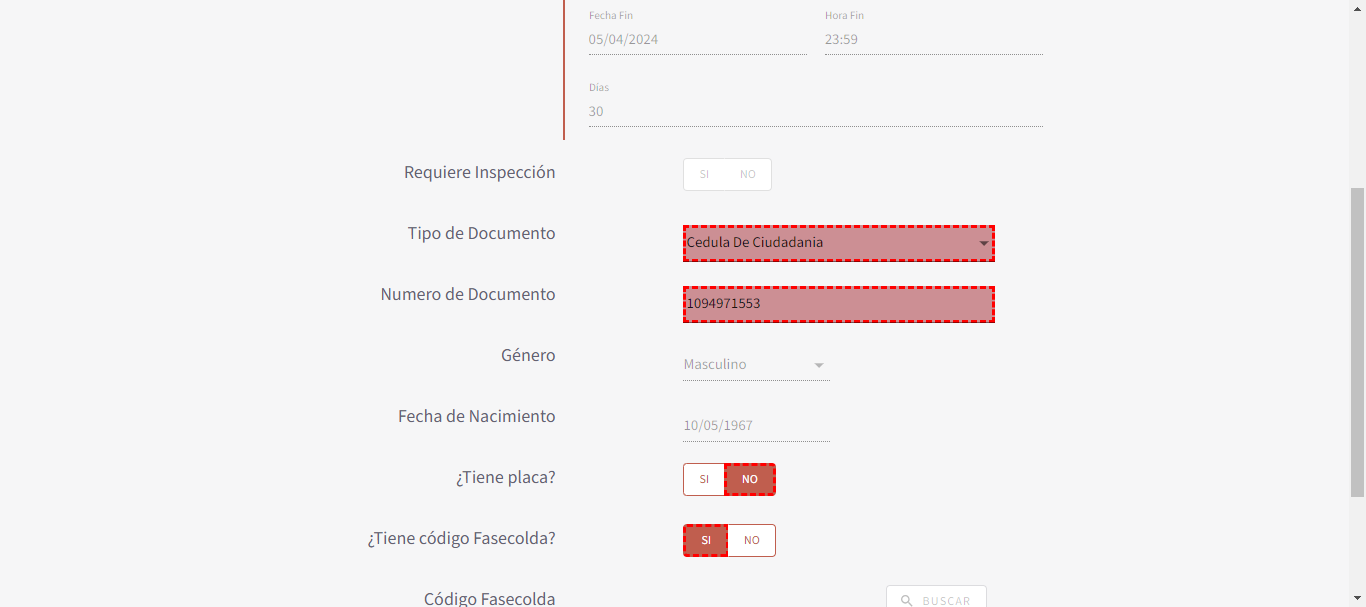 Fecha Fin Hora Fin
05/04/2024 23:59
Días
30
Requiere Inspección SI NO
Tipo de Documento Cedula De Ciudadania
Numero de Documento 1094971553
Género Masculino
Fecha de Nacimiento 10/05/1967
¿Tiene placa? SI NO
¿Tiene código Fasecolda? SI NO
Código Fasecolda BUSCAR